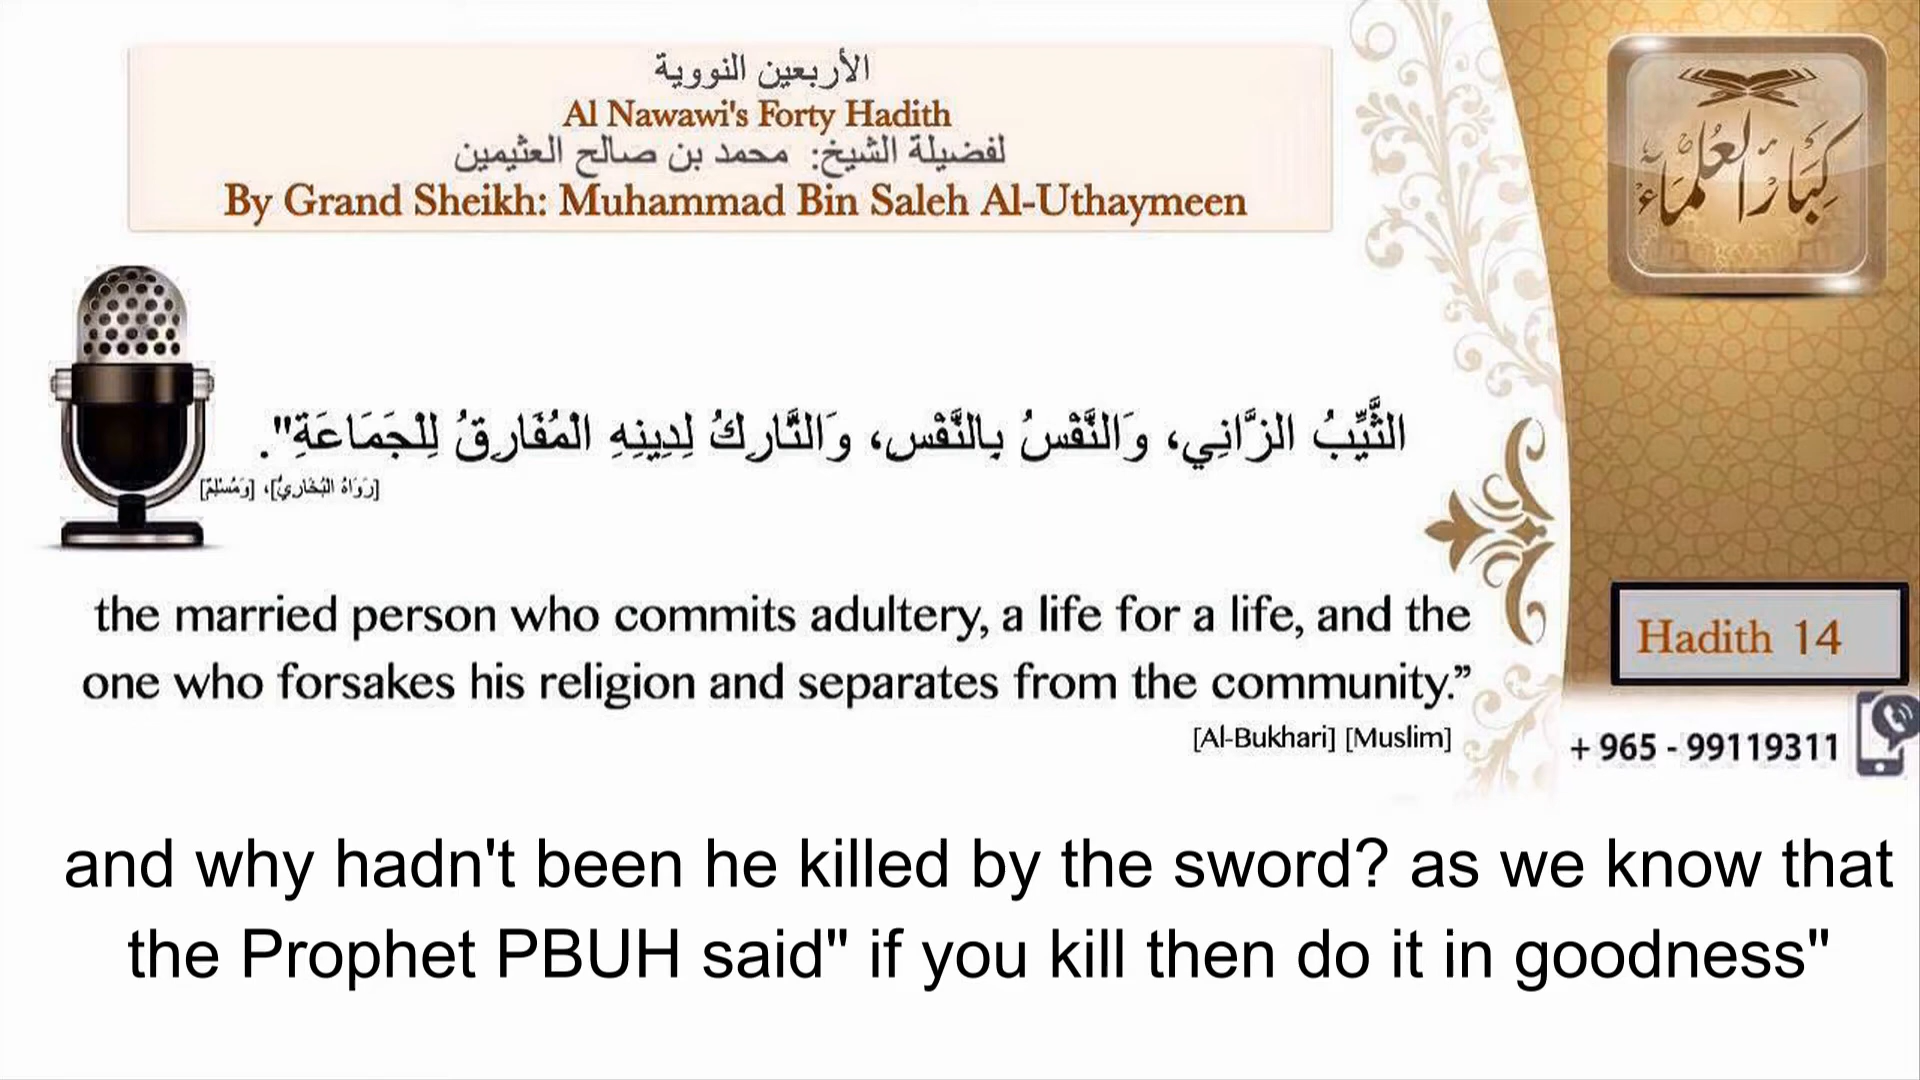 الأربعين النووية
Al Nawawi's Forty Hadith
لفضيلة الشيخ: محمد بن صالح العثيمين
By Grand Sheikh: Muhammad Bin Saleh Al-Uthaymeen
كِبَارُ العُلَمَاءِ
الثَّيِّبُ الزَّانِي، وَالنَّفْسُ بِالنَّفْسِ، وَالتَّارِكُ لِدِينِهِ الْمُفَارِقُ لِلْجَمَاعَةِ".
[رَوَاهُ البُخَارِيُّ]، [وَمُسْلِمٌ]
the married person who commits adultery, a life for a life, and the
one who forsakes his religion and separates from the community.”
[Al-Bukhari] [Muslim]
Hadith 14
+ 965 - 99119311
and why hadn't been he killed by the sword? as we know that
the Prophet PBUH said" if you kill then do it in goodness"